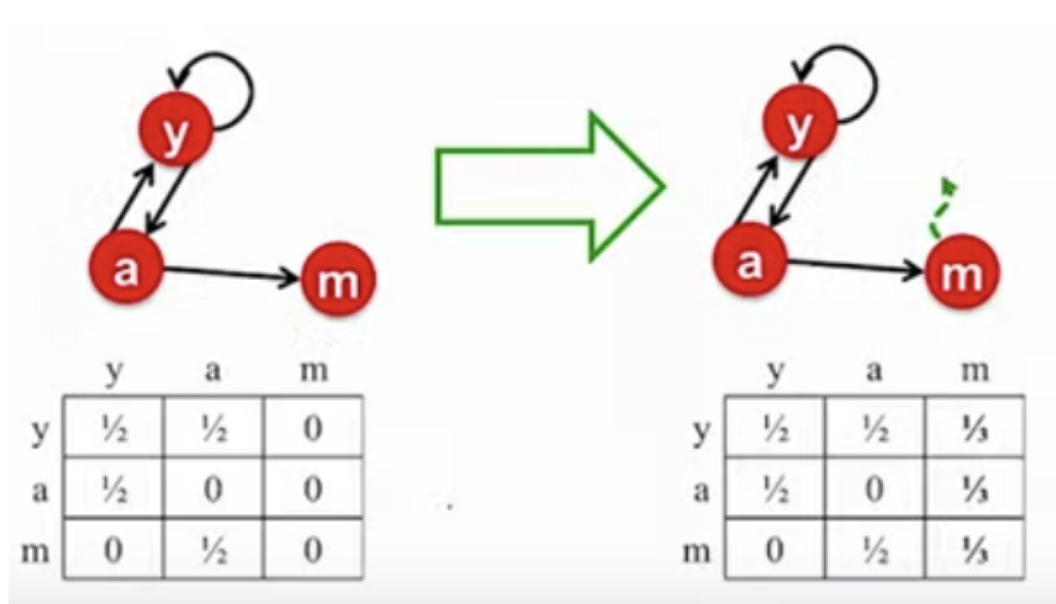 y y
a m a m
y a m y a m
y ½ ½ 0 y ½ ½ ⅓
a ½ 0 0 a ½ 0 ⅓
m 0 ½ 0 m 0 ½ ⅓